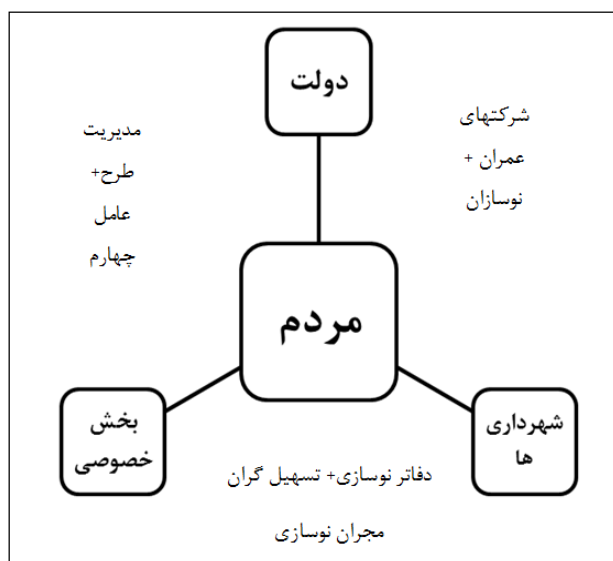 دولت
شرکتهای
عمران +
نوسازان
مدیریت
طرح+
عامل
چهارم
مردم
شهرداری
ها
بخش
خصوصی
دفاتر نوسازی+ تسهیل گران
مجران نوسازی